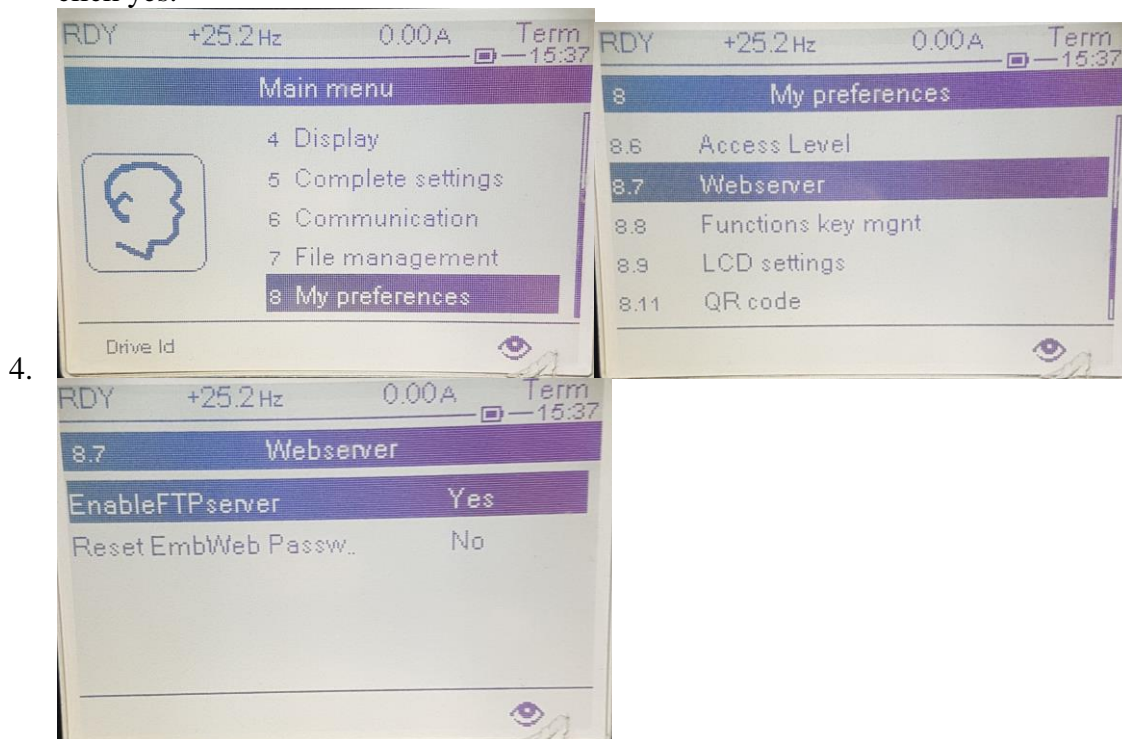 RDY +25.2 Hz 0.00A Term
15:37
Main menu
4 Display
5 Complete settings
6 Communication
7 File management
8 My preferences
Drive Id
RDY +25.2 Hz 0.00A Term
15:37
8 My preferences
8.6 Access Level
8.7 Webserver
8.8 Functions key mgnt
8.9 LCD settings
8.11 QR code
4.
RDY +25.2 Hz 0.00A Term
15:37
8.7 Webserver
EnableFTPserver Yes
Reset EmbWeb Passw.. No